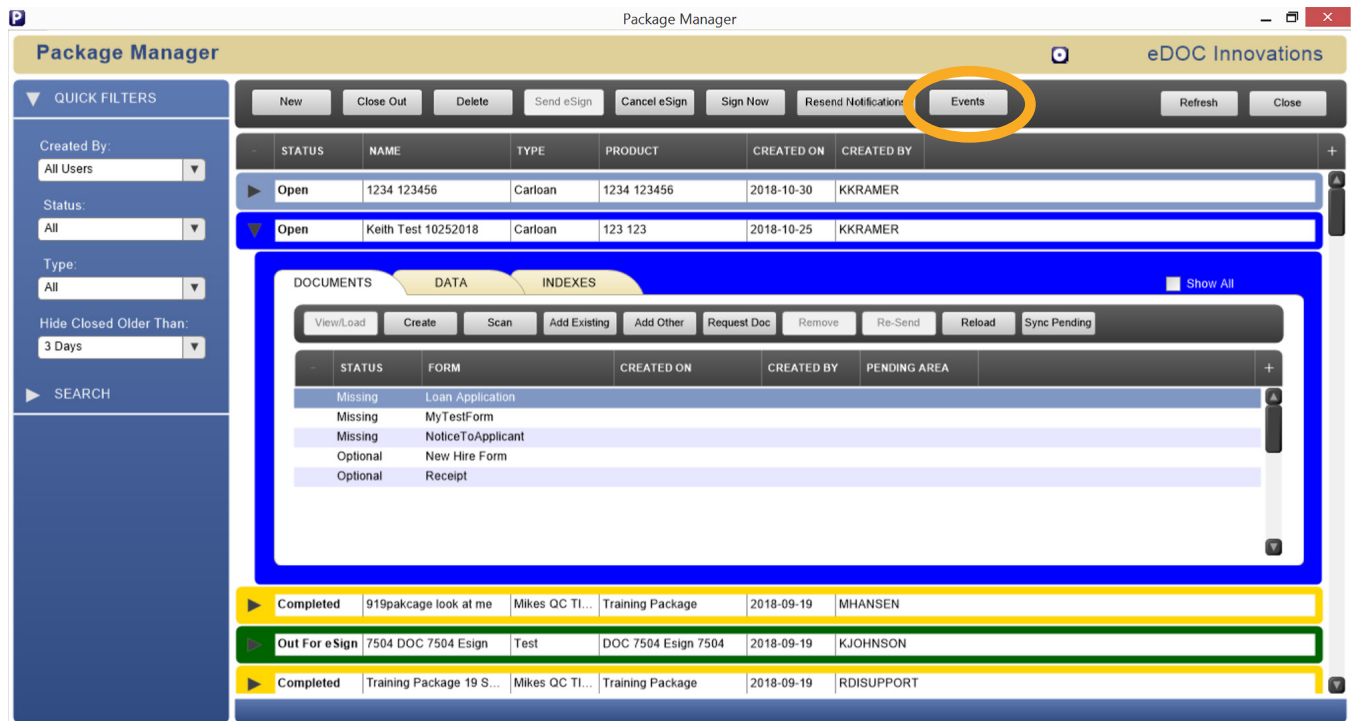 P
Package Manager
Package Manager
eDOC Innovations
QUICK FILTERS
Created By:
All Users
Status:
All
Type:
All
Hide Closed Older Than:
3 Days
SEARCH
New Close Out Delete Send eSign Cancel eSign Sign Now Resend Notifications Events Refresh Close
- STATUS NAME TYPE PRODUCT CREATED ON CREATED BY +
Open 1234 123456 Carloan 1234 123456 2018-10-30 KKRAMER
Open Keith Test 10252018 Carloan 123 123 2018-10-25 KKRAMER
DOCUMENTS DATA INDEXES Show All
View/Load Create Scan Add Existing Add Other Request Doc Remove Re-Send Reload Sync Pending
- STATUS FORM CREATED ON CREATED BY PENDING AREA +
Missing Loan Application
Missing MyTestForm
Missing NoticeToApplicant
Optional New Hire Form
Optional Receipt
Completed 919pakcage look at me Mikes QC TI... Training Package 2018-09-19 MHANSEN
Out For eSign 7504 DOC 7504 Esign Test DOC 7504 Esign 7504 2018-09-19 KJOHNSON
Completed Training Package 19 S... Mikes QC TI... Training Package 2018-09-19 RDISUPPORT